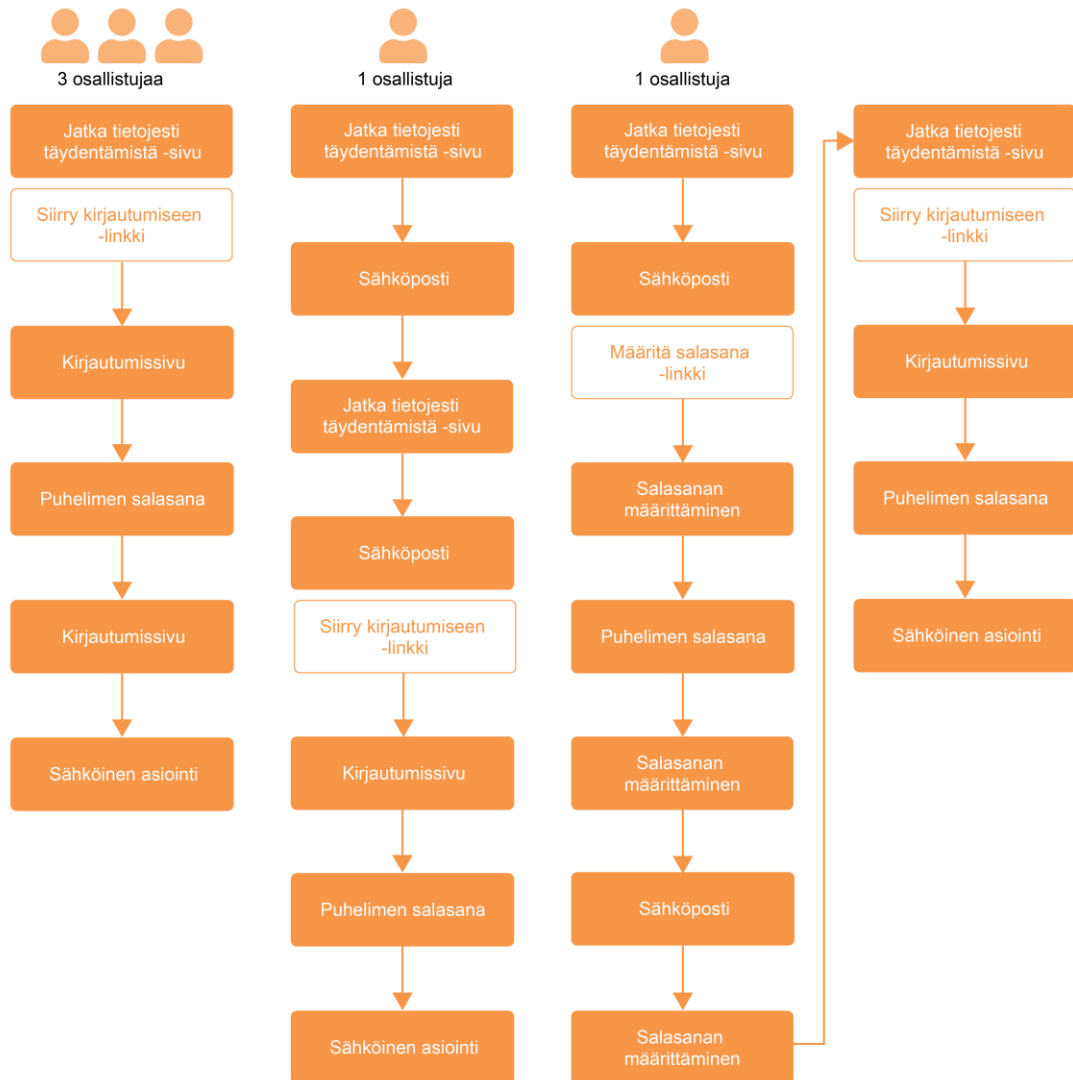 3 osallistujaa
Jatka tietojesti
täydentämistä -sivu
Siirry kirjautumiseen
-linkki
Kirjautumissivu
Puhelimen salasana
Kirjautumissivu
Sähköinen asiointi
1 osallistuja
Jatka tietojesti
täydentämistä -sivu
Sähköposti
Jatka tietojesti
täydentämistä -sivu
Sähköposti
Siirry kirjautumiseen
-linkki
Kirjautumissivu
Puhelimen salasana
Sähköinen asiointi
1 osallistuja
Jatka tietojesti
täydentämistä -sivu
Sähköposti
Määritä salasana
-linkki
Salasanan
määrittäminen
Puhelimen salasana
Salasanan
määrittäminen
Sähköposti
Salasanan
määrittäminen
Jatka tietojesti
täydentämistä -sivu
Siirry kirjautumiseen
-linkki
Kirjautumissivu
Puhelimen salasana
Sähköinen asiointi